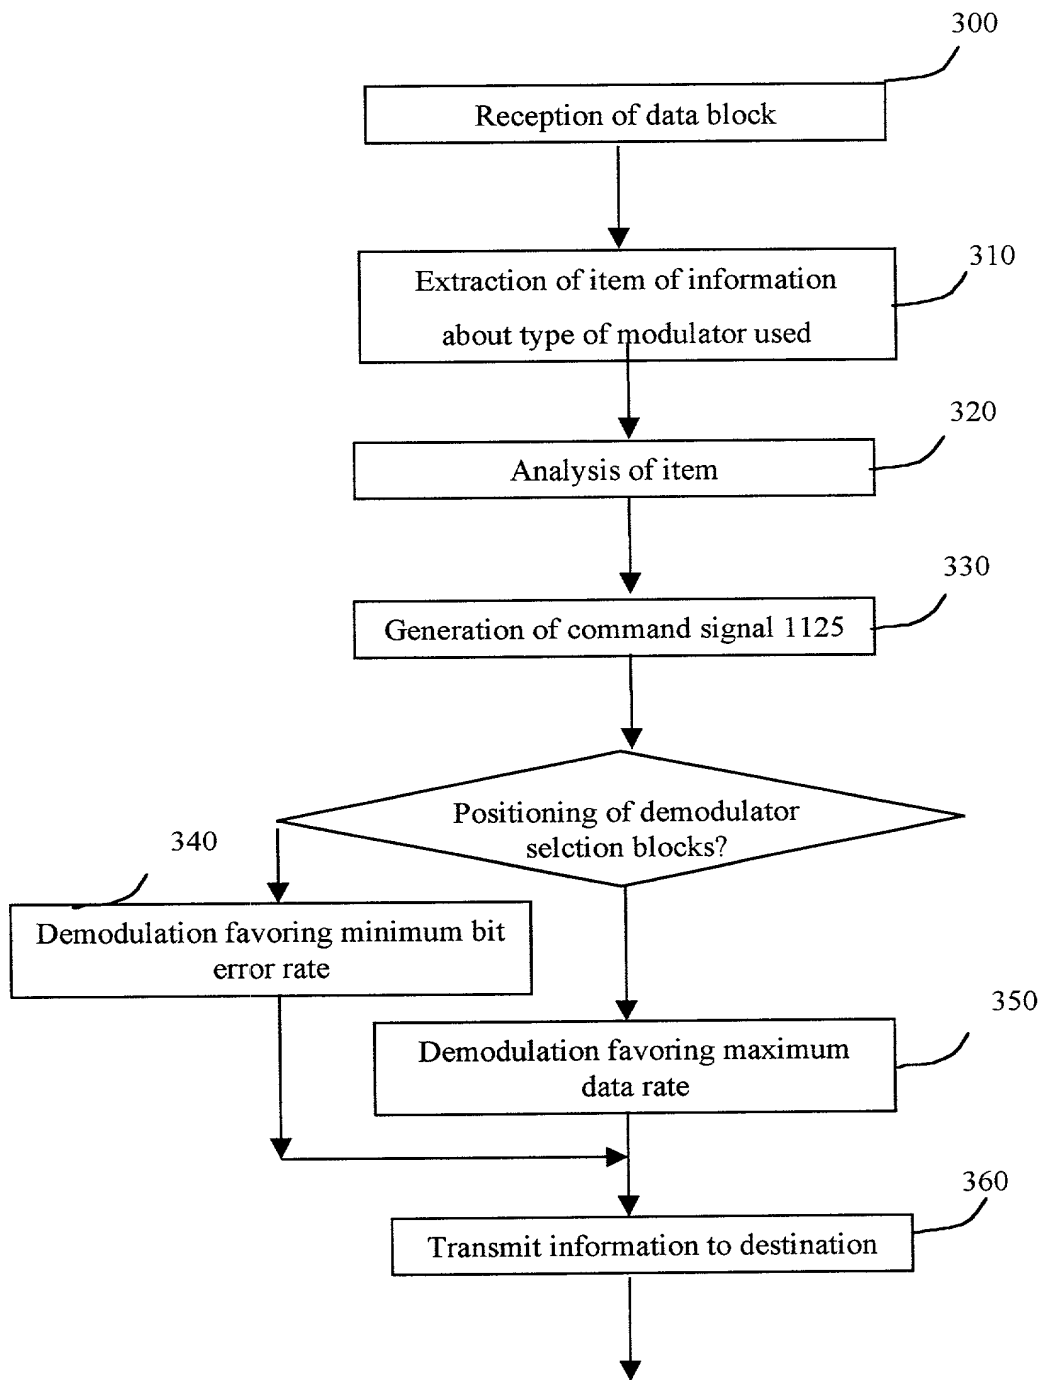 300
Reception of data block
310
Extraction of item of information
about type of modulator used
320
Analysis of item
330
Generation of command signal 1125
Positioning of demodulator
selction blocks?
340
Demodulation favoring minimum bit
error rate
350
Demodulation favoring maximum
data rate
360
Transmit information to destination